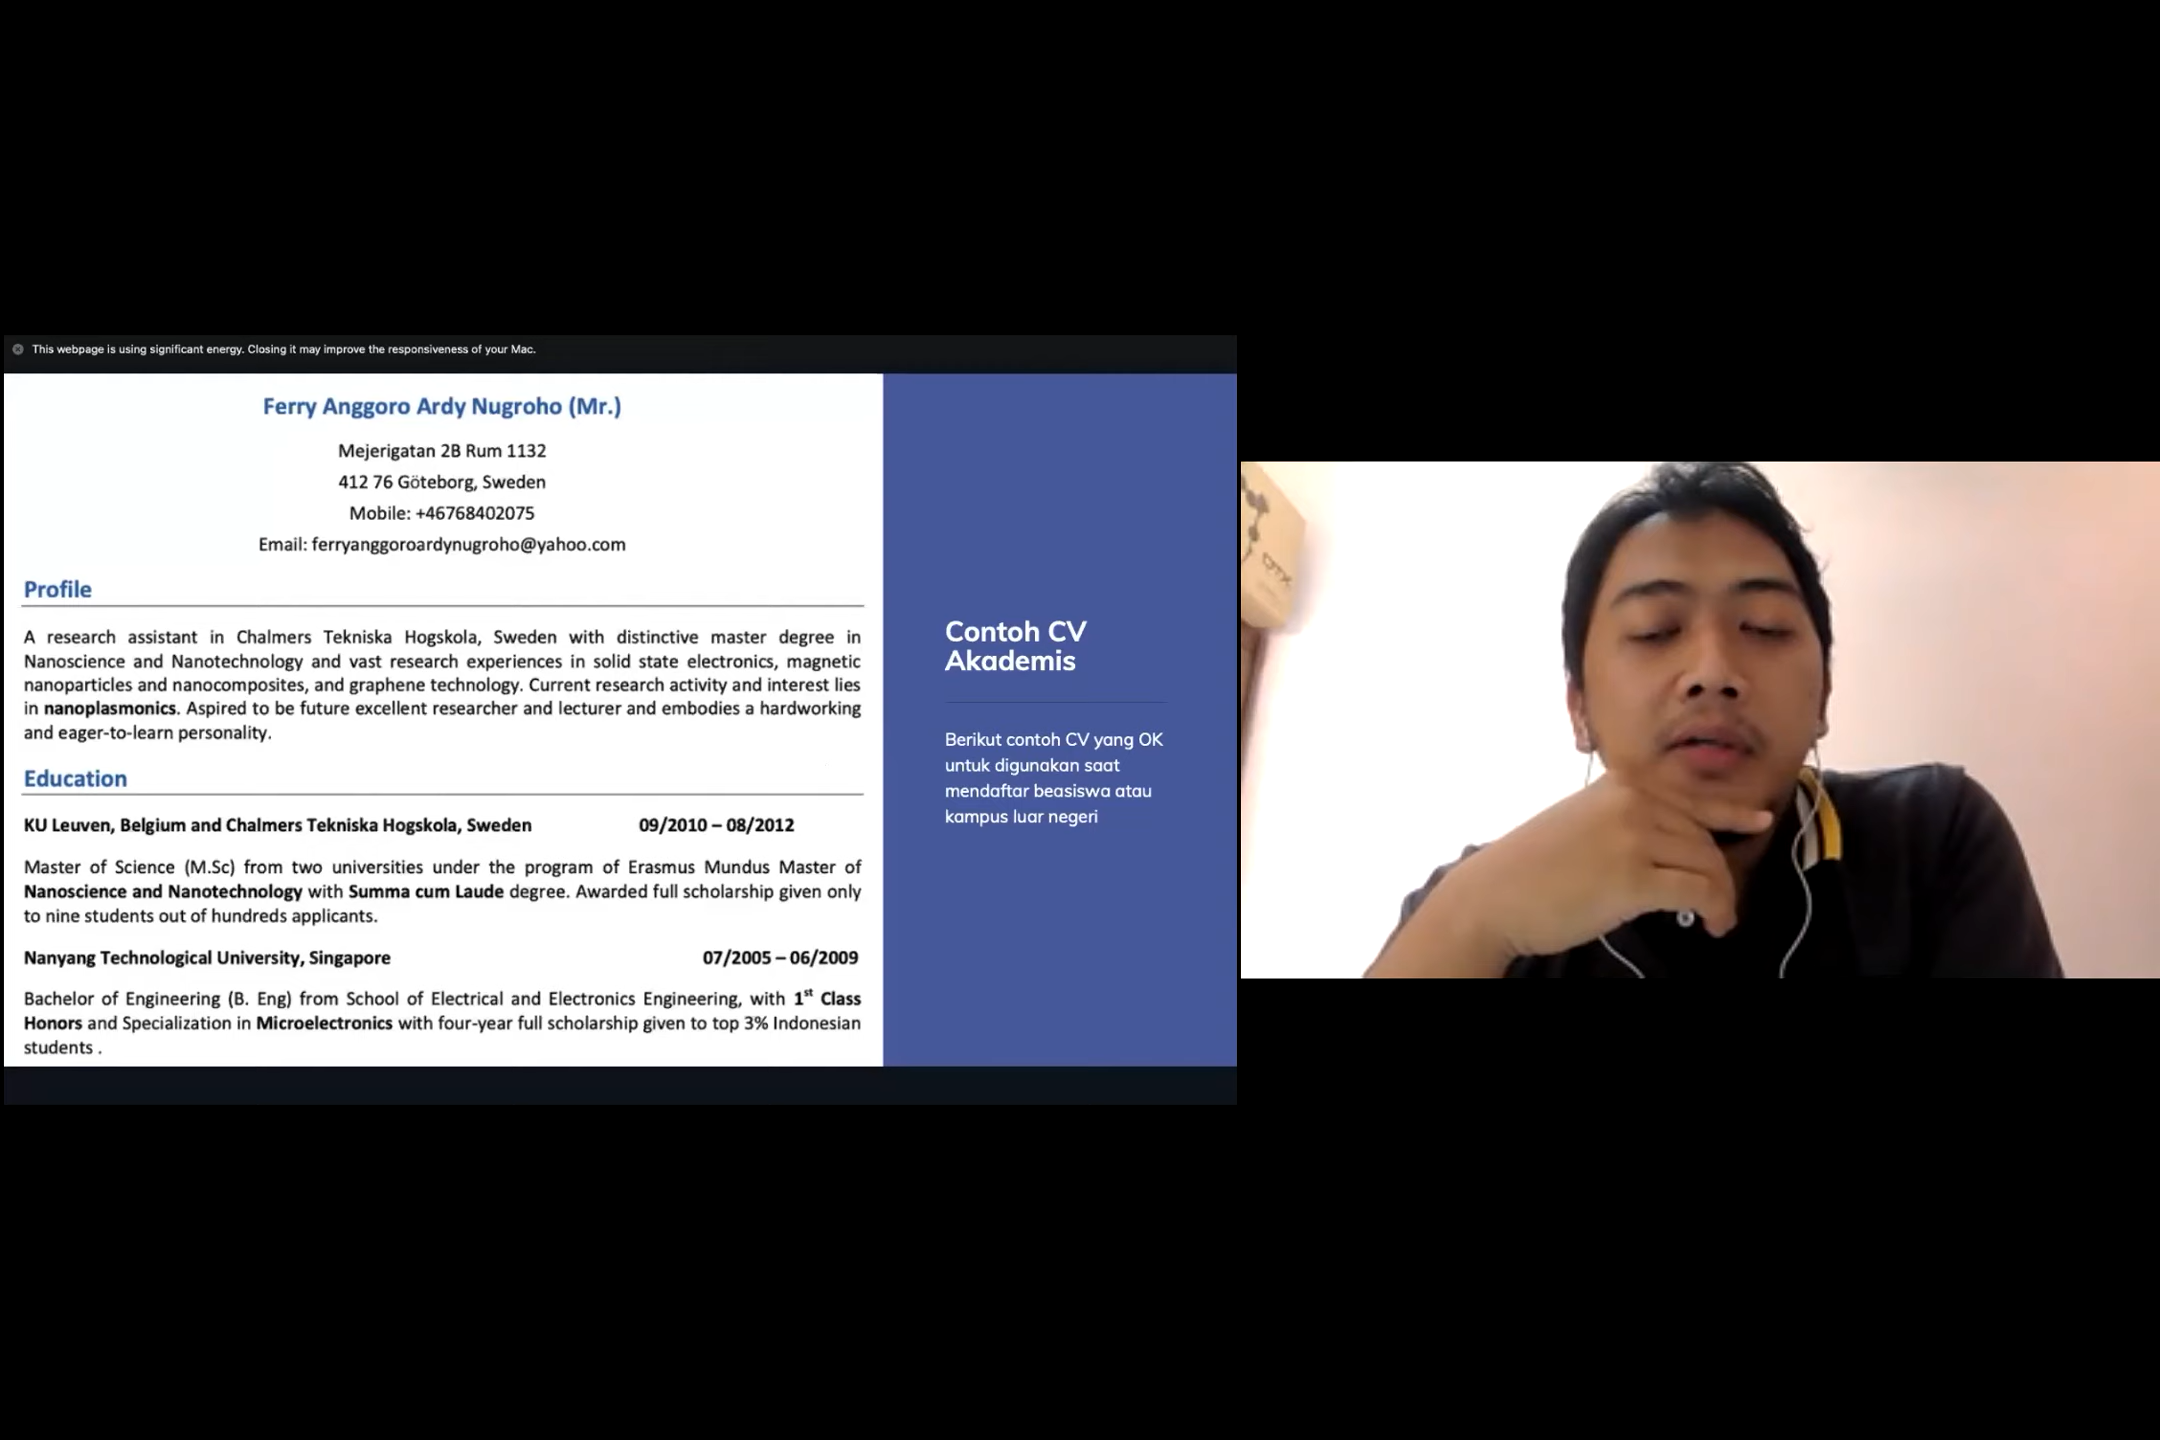 This webpage is using significant energy. Closing it may improve the responsiveness of your Mac.
Ferry Anggoro Ardy Nugroho (Mr.)
Mejerigatan 2B Rum 1132
412 76 Göteborg, Sweden
Mobile: +46768402075
Email: ferryanggoroardynugroho@yahoo.com
Profile
A research assistant in Chalmers Tekniska Hogskola, Sweden with distinctive master degree in
Nanoscience and Nanotechnology and vast research experiences in solid state electronics, magnetic
nanoparticles and nanocomposites, and graphene technology. Current research activity and interest lies
in nanoplasmonics. Aspired to be future excellent researcher and lecturer and embodies a hardworking
and eager-to-learn personality.
Education
KU Leuven, Belgium and Chalmers Tekniska Hogskola, Sweden 09/2010 – 08/2012
Master of Science (M.Sc) from two universities under the program of Erasmus Mundus Master of
Nanoscience and Nanotechnology with Summa cum Laude degree. Awarded full scholarship given only
to nine students out of hundreds applicants.
Nanyang Technological University, Singapore 07/2005 – 06/2009
Bachelor of Engineering (B. Eng) from School of Electrical and Electronics Engineering, with 1st Class
Honors and Specialization in Microelectronics with four-year full scholarship given to top 3% Indonesian
students .
Contoh CV
Akademis
Berikut contoh CV yang OK
untuk digunakan saat
mendaftar beasiswa atau
kampus luar negeri